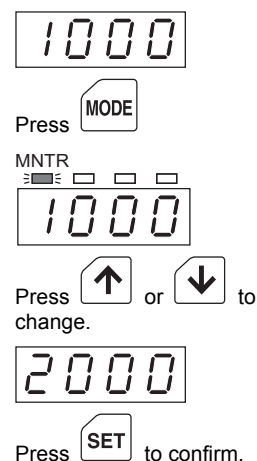 1000
Press MODE
MNTR
1000
Press ↑ or ↓ to
change.
2000
Press SET to confirm.